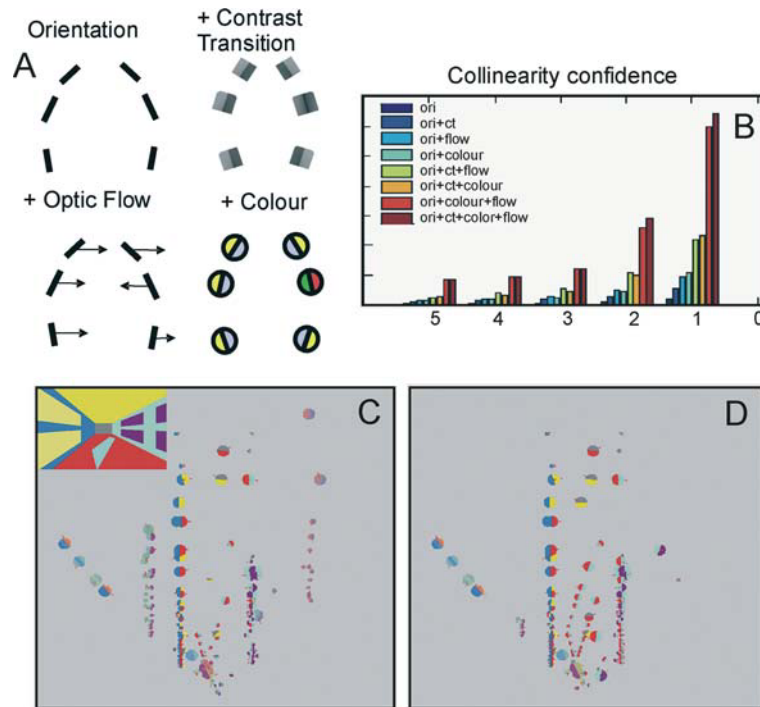 Orientation
+ Contrast
Transition
A
+ Optic Flow
+ Colour
Collinearity confidence
B
ori
ori+ct
ori+flow
ori+colour
ori+ct+flow
ori+ct+colour
ori+colour+flow
ori+ct+color+flow
5 4 3 2 1 0
C
D